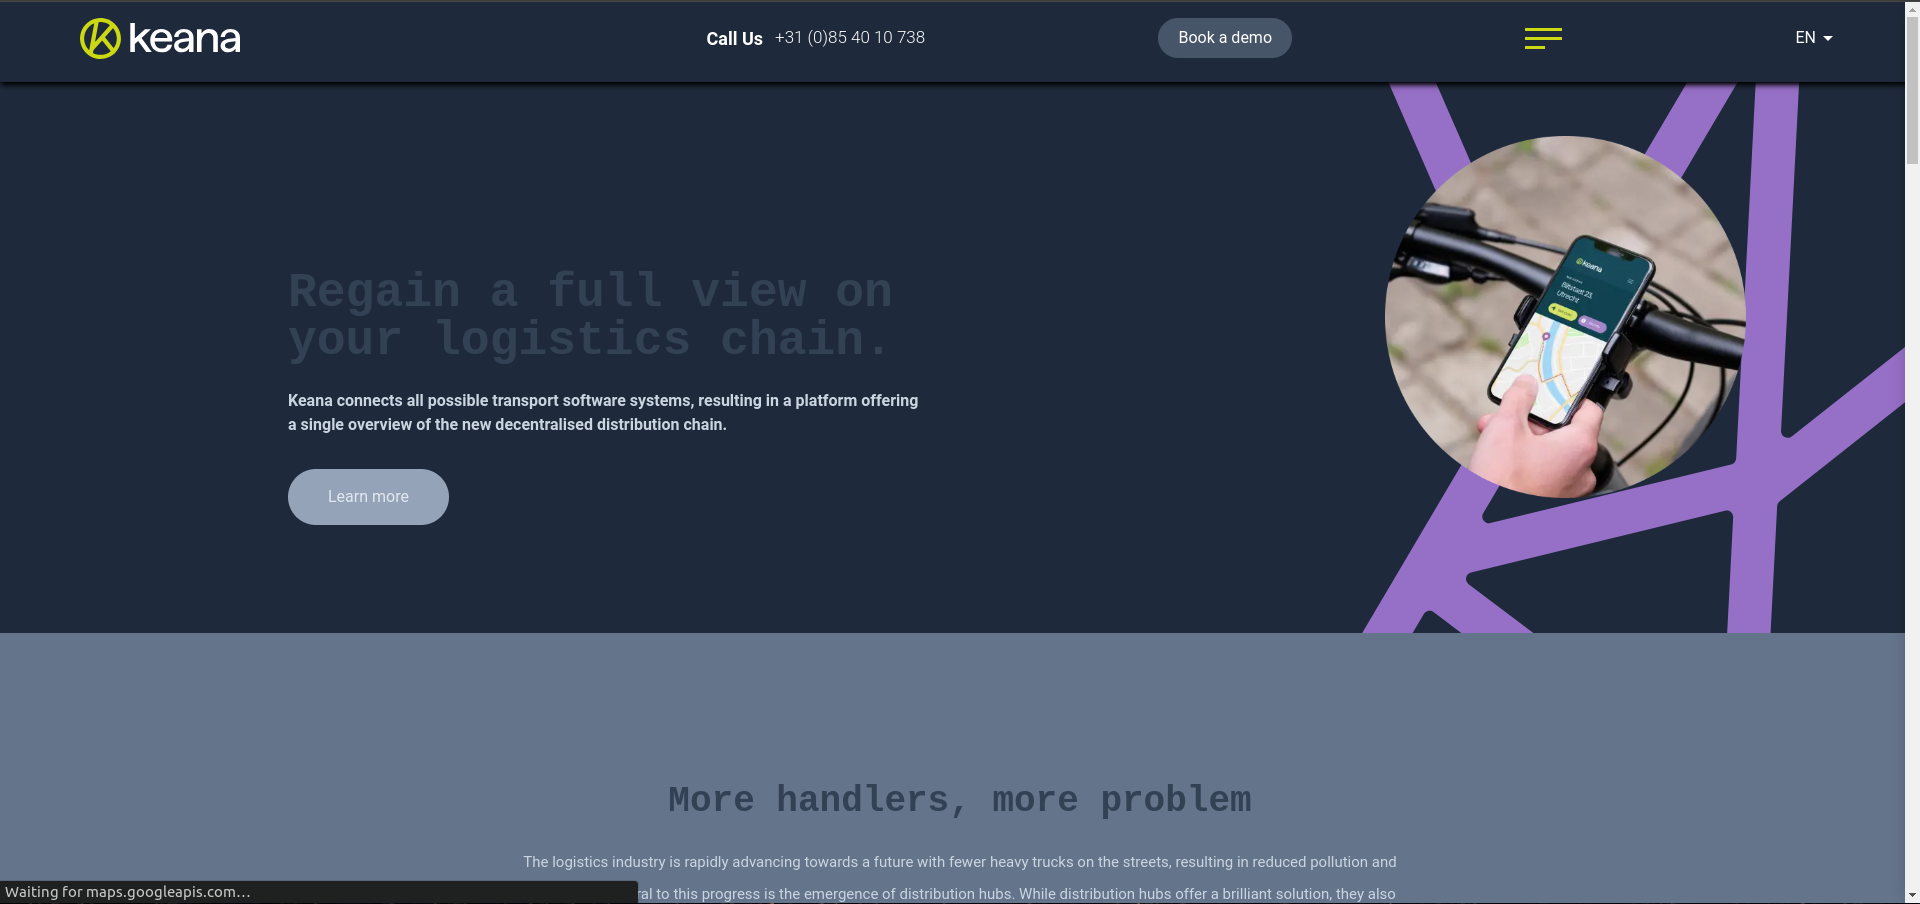 keana
Call Us +31 (0)85 40 10 738
Book a demo
EN
Regain a full view on
your logistics chain.
Keana connects all possible transport software systems, resulting in a platform offering
a single overview of the new decentralised distribution chain.
Learn more
keana
Utrecht
More handlers, more problem
The logistics industry is rapidly advancing towards a future with fewer heavy trucks on the streets, resulting in reduced pollution and
to this progress is the emergence of distribution hubs. While distribution hubs offer a brilliant solution, they also
Waiting for maps.googleapis.com...